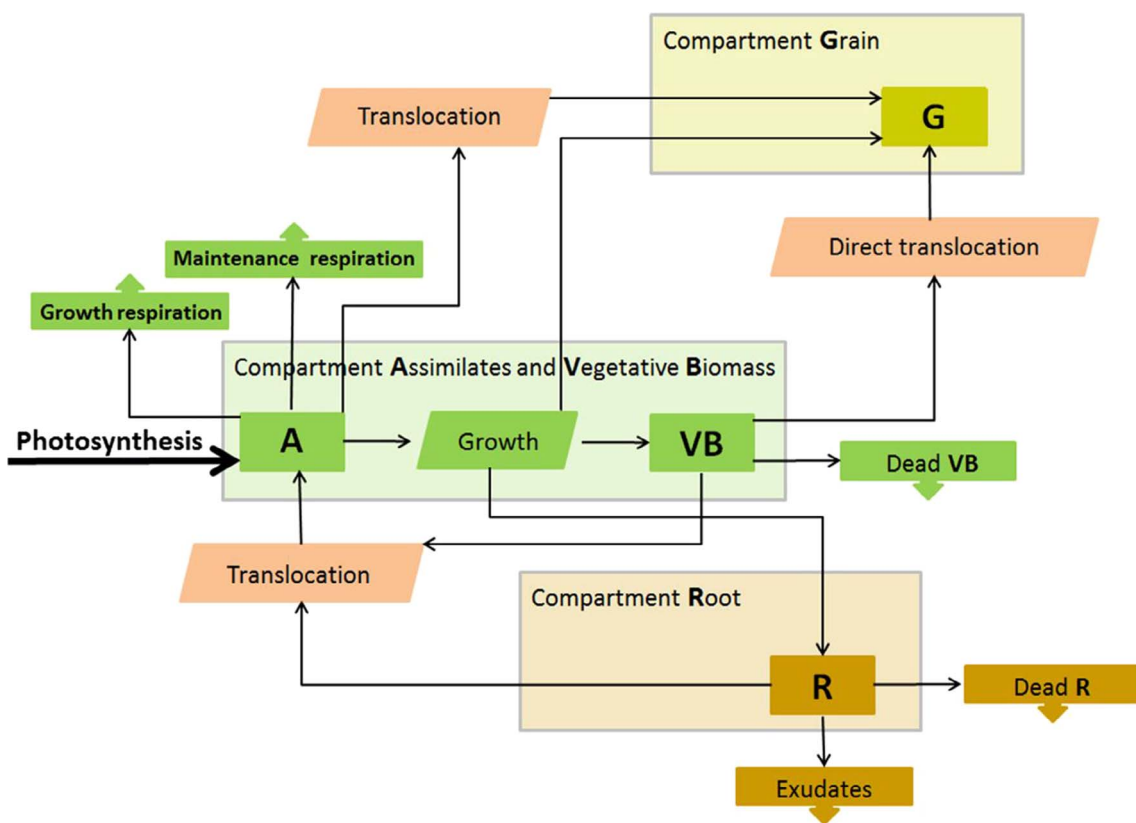 Compartment Grain
Translocation
G
Direct translocation
Maintenance respiration
Growth respiration
Compartment Assimilates and Vegetative Biomass
Photosynthesis
A
Growth
VB
Dead VB
Translocation
Compartment Root
R
Dead R
Exudates